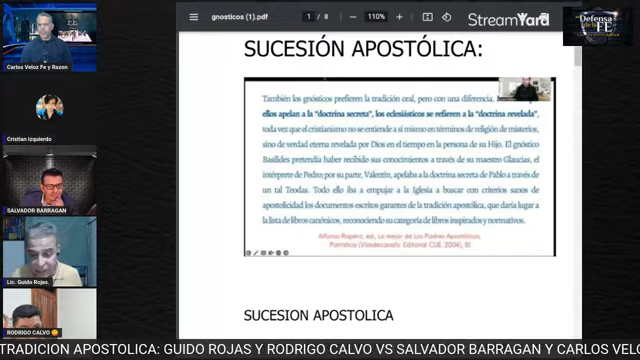 gnosticos (1).pdf
1 / 8
110%
StreamYard
Defensa
de la
FE
SUCESIÓN APOSTÓLICA:
También los gnósticos prefieren la tradición oral, pero con una diferencia.
ellos apelan a la "doctrina secreta", los eclesiásticos se refieren a la "doctrina revelada",
toda vez que el cristianismo no se entiende a sí mismo en términos de religión de misterios,
sino de verdad eterna revelada por Dios en el tiempo en la persona de su Hijo. El gnóstico
Basílides pretendía haber recibido sus conocimientos a través de su maestro Glaucias, el
intérprete de Pedro; por su parte, Valentín, apelaba a la doctrina secreta de Pablo a través de
un tal Teodas. Todo ello iba a empujar a la Iglesia a buscar con criterios sanos de
apostolicidad los documentos escritos garantes de la tradición apostólica, que daría lugar a
la lista de libros canónicos, reconociendo su categoría de libros inspirados y normativos.
Alfonso Ropero, ed., Lo mejor de Los Padres Apostólicos,
Patrística (Viladecavalls: Editorial CLIE, 2004), 81
SUCESION APOSTOLICA
Carlos Veloz Fe y Razon
Cristian Izquierdo
SALVADOR BARRAGAN
Lic. Guido Rojas.
RODRIGO CALVO
TRADICION APOSTOLICA: GUIDO ROJAS Y RODRIGO CALVO VS SALVADOR BARRAGAN Y CARLOS VELO